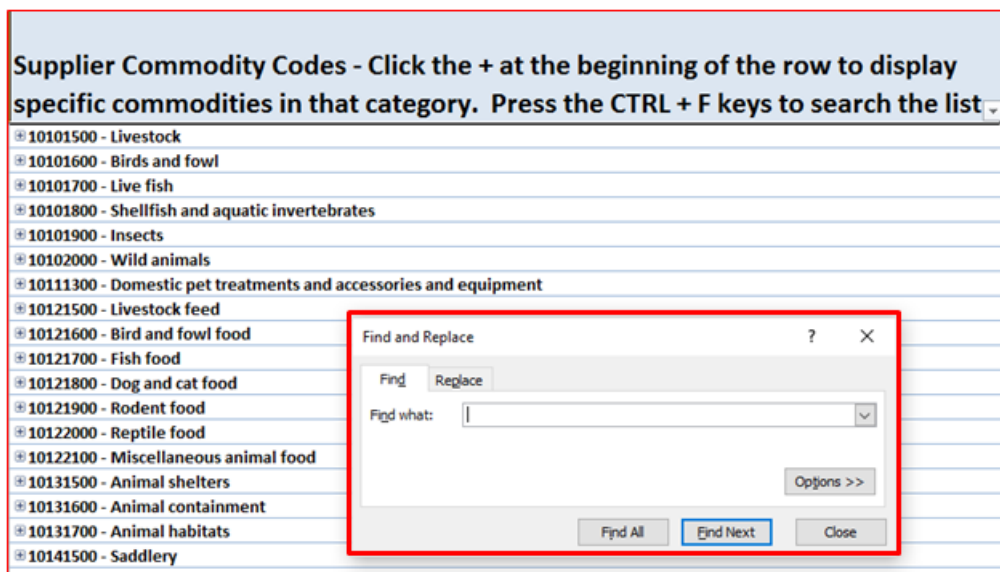 Supplier Commodity Codes - Click the + at the beginning of the row to display
specific commodities in that category.  Press the CTRL + F keys to search the list
10101500 - Livestock
10101600 - Birds and fowl
10101700 - Live fish
10101800 - Shellfish and aquatic invertebrates
10101900 - Insects
10102000 - Wild animals
10111300 - Domestic pet treatments and accessories and equipment
10121500 - Livestock feed
10121600 - Bird and fowl food
10121700 - Fish food
10121800 - Dog and cat food
10121900 - Rodent food
10122000 - Reptile food
10122100 - Miscellaneous animal food
10131500 - Animal shelters
10131600 - Animal containment
10131700 - Animal habitats
10141500 - Saddlery
Find and Replace ?
Find Replace
Find what:
Options >>
Find All Find Next Close